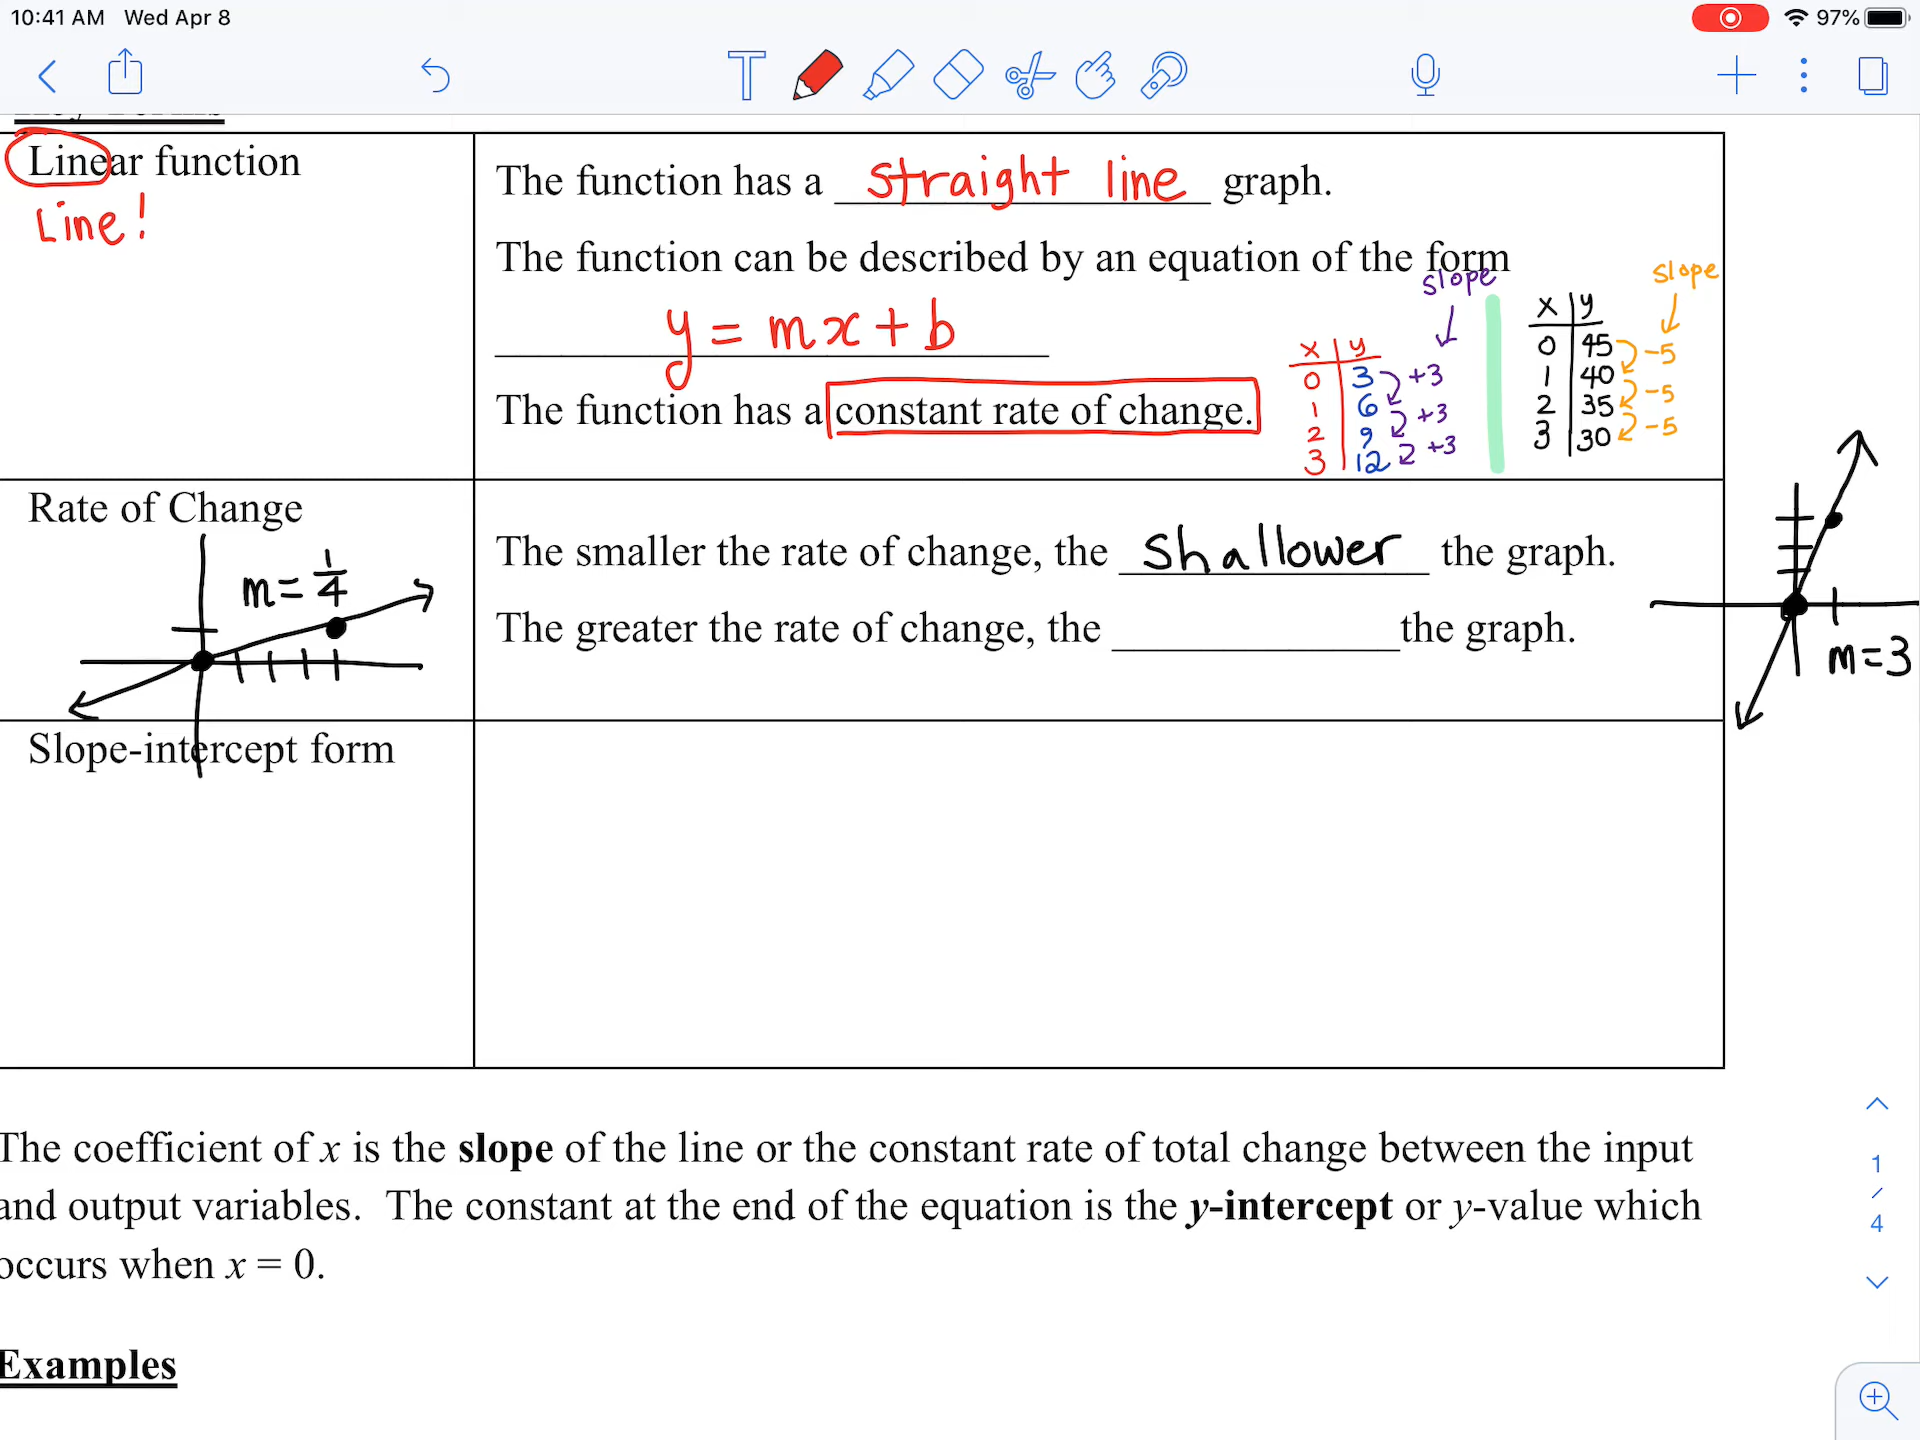 10:41 AM Wed Apr 8
97%
T
Linear function
Line!
The function has a straight line graph.
The function can be described by an equation of the form
y = mx + b
The function has a constant rate of change.
slope
x y
0 3 +3
1 6 +3
2 9 +3
3 12
slope
x y
0 45 -5
1 40 -5
2 35 -5
3 30
Rate of Change
m = 1/4
The smaller the rate of change, the shallower the graph.
The greater the rate of change, the ____________ the graph.
m=3
Slope-intercept form
The coefficient of x is the slope of the line or the constant rate of total change between the input
and output variables. The constant at the end of the equation is the y-intercept or y-value which
occurs when x = 0.
1
/
4
Examples